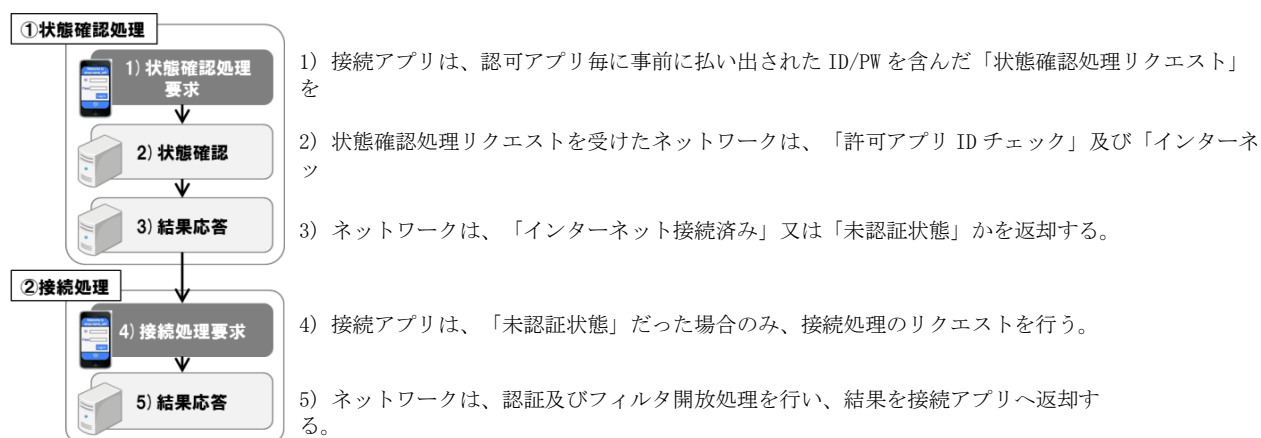 ①状態確認処理
1)状態確認処理
要求
1) 接続アプリは、認可アプリ毎に事前に払い出された ID/PW を含んだ「状態確認処理リクエスト」
を
2)状態確認
2) 状態確認処理リクエストを受けたネットワークは、「許可アプリ ID チェック」及び「インターネ
ッ
3)結果応答
3) ネットワークは、「インターネット接続済み」又は「未認証状態」かを返却する。
②接続処理
4)接続処理要求
4) 接続アプリは、「未認証状態」だった場合のみ、接続処理のリクエストを行う。
5)結果応答
5) ネットワークは、認証及びフィルタ開放処理を行い、結果を接続アプリへ返却す
る。